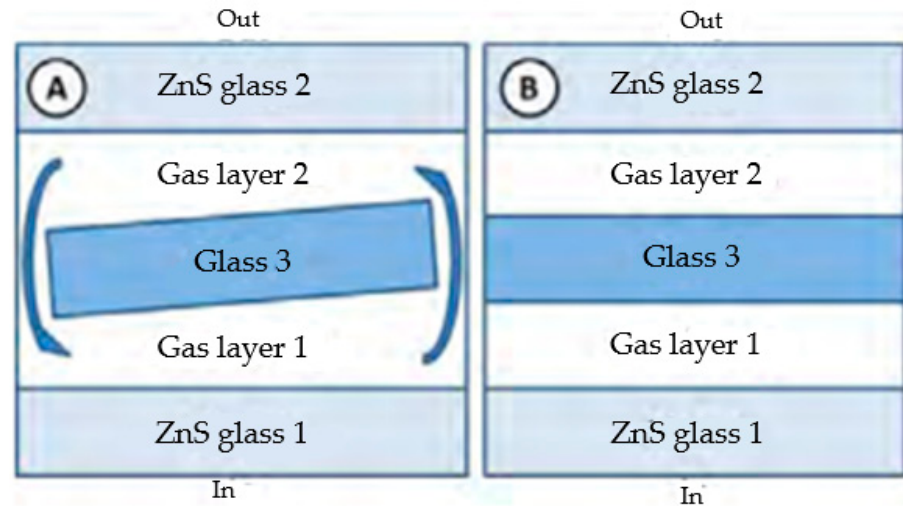 Out
A
ZnS glass 2
Gas layer 2
Glass 3
Gas layer 1
ZnS glass 1
In
Out
B
ZnS glass 2
Gas layer 2
Glass 3
Gas layer 1
ZnS glass 1
In